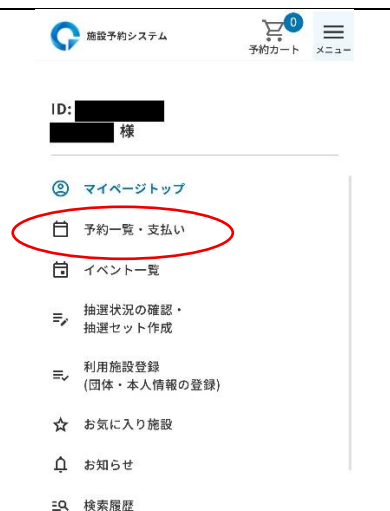 施設予約システム
0
予約カート
メニュー
ID:
様
マイページトップ
予約一覧・支払い
イベント一覧
抽選状況の確認・
抽選セット作成
利用施設登録
(団体・本人情報の登録)
お気に入り施設
お知らせ
検索履歴